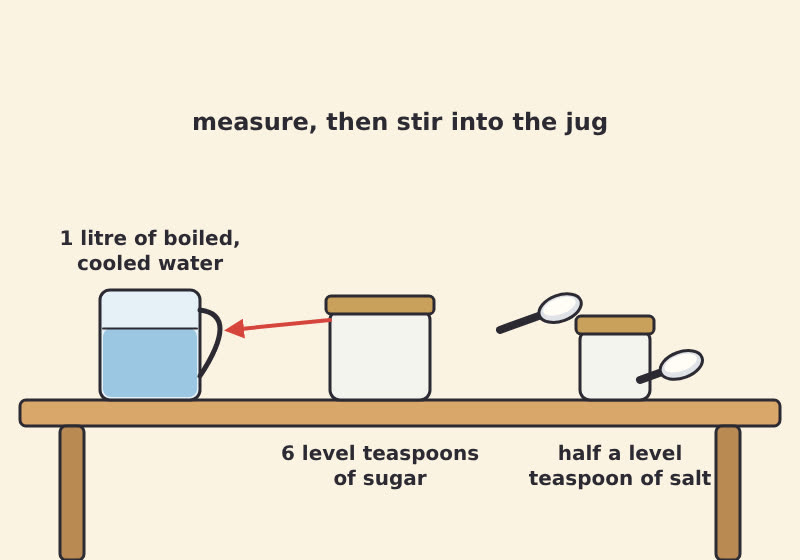 measure, then stir into the jug
1 litre of boiled,
cooled water
6 level teaspoons
of sugar
half a level
teaspoon of salt